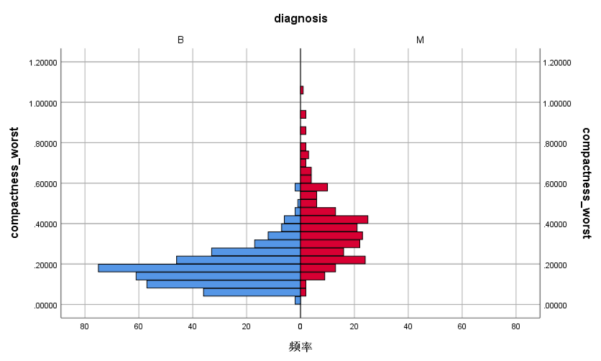 diagnosis
B M
1.20000 1.20000
1.00000 1.00000
.80000 .80000
.60000 .60000
.40000 .40000
.20000 .20000
.00000 .00000
compactness_worst
compactness_worst
80 60 40 20 0 0 20 40 60 80
频率